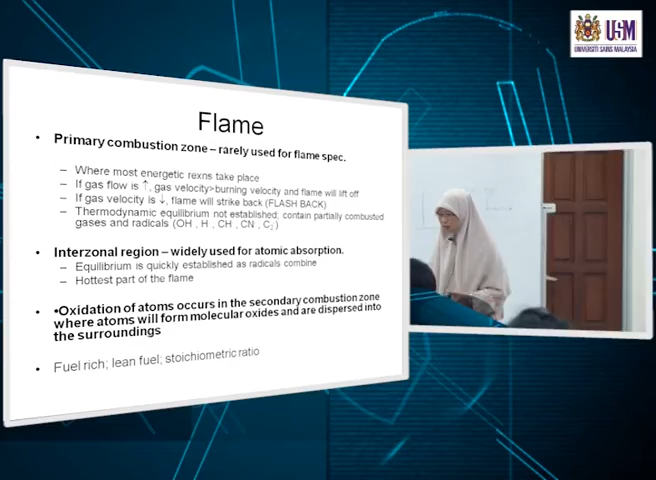 USM
UNIVERSITI SAINS MALAYSIA
Flame
• Primary combustion zone – rarely used for flame spec.
– Where most energetic rexns take place
– If gas flow is ↑, gas velocity>burning velocity and flame will lift off
– If gas velocity is ↓, flame will strike back (FLASH BACK)
– Thermodynamic equilibrium not established; contain partially combusted
gases and radicals (OH , H , CH , CN , C₂ )
• Interzonal region – widely used for atomic absorption.
– Equilibrium is quickly established as radicals combine
– Hottest part of the flame
• •Oxidation of atoms occurs in the secondary combustion zone
where atoms will form molecular oxides and are dispersed into
the surroundings
• Fuel rich; lean fuel; stoichiometric ratio